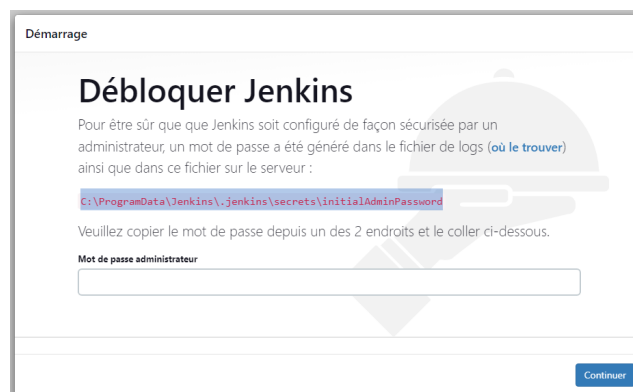 Démarrage
Débloquer Jenkins
Pour être sûr que que Jenkins soit configuré de façon sécurisée par un
administrateur, un mot de passe a été généré dans le fichier de logs (où le trouver)
ainsi que dans ce fichier sur le serveur :
C:\ProgramData\Jenkins\.jenkins\secrets\initialAdminPassword
Veuillez copier le mot de passe depuis un des 2 endroits et le coller ci-dessous.
Mot de passe administrateur
Continuer